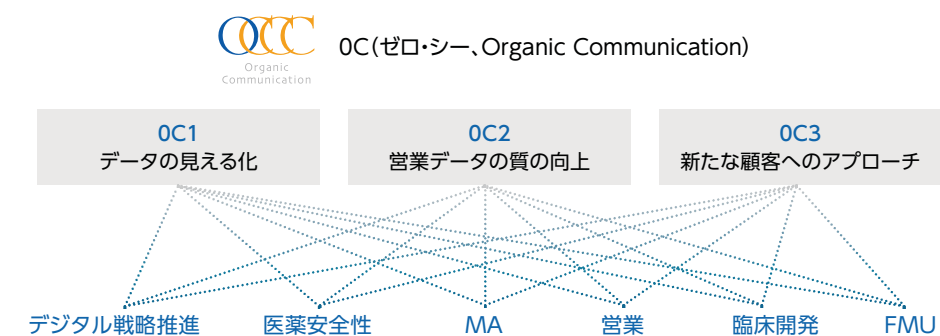 OCCC
Organic
Communication
0C(ゼロ・シー、Organic Communication)
0C1
データの見える化
0C2
営業データの質の向上
0C3
新たな顧客へのアプローチ
デジタル戦略推進
医薬安全性
MA
営業
臨床開発
FMU